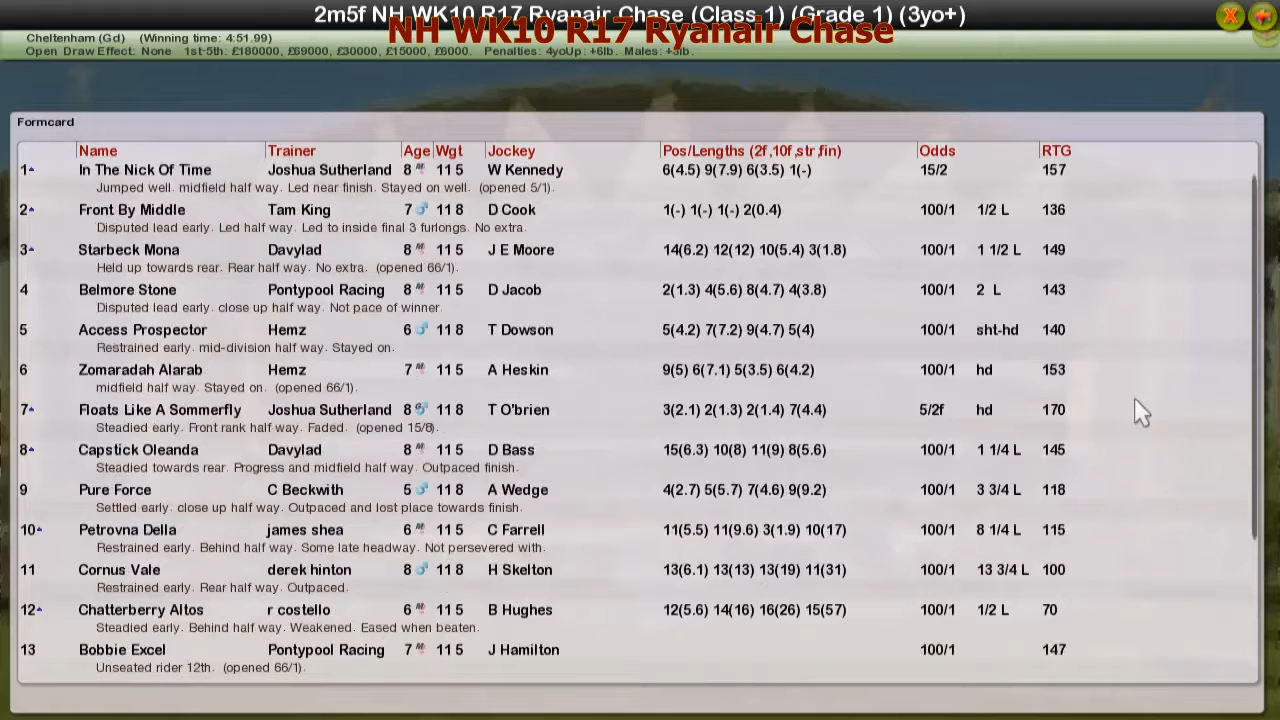 2m5f NH WK10 R17 Ryanair Chase (Class 1) (Grade 1) (3yo+)
NH WK10 R17 Ryanair Chase
Cheltenham (Gd) (Winning time: 4:51.99)
Open Draw Effect: None 1st-5th: £180000, £69000, £30000, £15000, £6000. Penalties: 4yoUp: +6lb. Males: +3lb.
Formcard
Name Trainer Age Wgt Jockey Pos/Lengths (2f,10f,str,fin) Odds RTG
1 In The Nick Of Time Joshua Sutherland 8 11 5 W Kennedy 6(4.5) 9(7.9) 6(3.5) 1(-) 15/2 157
Jumped well. midfield half way. Led near finish. Stayed on well. (opened 5/1).
2 Front By Middle Tam King 7 11 8 D Cook 1(-) 1(-) 1(-) 2(0.4) 100/1 1/2 L 136
Disputed lead early. Led half way. Led to inside final 3 furlongs. No extra.
3 Starbeck Mona Davylad 8 11 5 J E Moore 14(6.2) 12(12) 10(5.4) 3(1.8) 100/1 1 1/2 L 149
Held up towards rear. Rear half way. No extra. (opened 66/1).
4 Belmore Stone Pontypool Racing 8 11 5 D Jacob 2(1.3) 4(5.6) 8(4.7) 4(3.8) 100/1 2 L 143
Disputed lead early. close up half way. Not pace of winner.
5 Access Prospector Hemz 6 11 8 T Dowson 5(4.2) 7(7.2) 9(4.7) 5(4) 100/1 sht-hd 140
Restrained early. mid-division half way. Stayed on.
6 Zomaradah Alarab Hemz 7 11 5 A Heskin 9(5) 6(7.1) 5(3.5) 6(4.2) 100/1 hd 153
midfield half way. Stayed on. (opened 66/1).
7 Floats Like A Sommerfly Joshua Sutherland 8 11 8 T O'brien 3(2.1) 2(1.3) 2(1.4) 7(4.4) 5/2f hd 170
Steadied early. Front rank half way. Faded. (opened 15/8).
8 Capstick Oleanda Davylad 8 11 5 D Bass 15(6.3) 10(8) 11(9) 8(5.6) 100/1 1 1/4 L 145
Steadied towards rear. Progress and midfield half way. Outpaced finish.
9 Pure Force C Beckwith 5 11 8 A Wedge 4(2.7) 5(5.7) 7(4.6) 9(9.2) 100/1 3 3/4 L 118
Settled early. close up half way. Outpaced and lost place towards finish.
10 Petrovna Della james shea 6 11 5 C Farrell 11(5.5) 11(9.6) 3(1.9) 10(17) 100/1 8 1/4 L 115
Restrained early. Behind half way. Some late headway. Not persevered with.
11 Cornus Vale derek hinton 8 11 8 H Skelton 13(6.1) 13(13) 13(19) 11(31) 100/1 13 3/4 L 100
Restrained early. Rear half way. Outpaced.
12 Chatterberry Altos r costello 6 11 5 B Hughes 12(5.6) 14(16) 16(26) 15(57) 100/1 1/2 L 70
Steadied early. Behind half way. Weakened. Eased when beaten.
13 Bobbie Excel Pontypool Racing 7 11 5 J Hamilton 100/1 147
Unseated rider 12th. (opened 66/1).